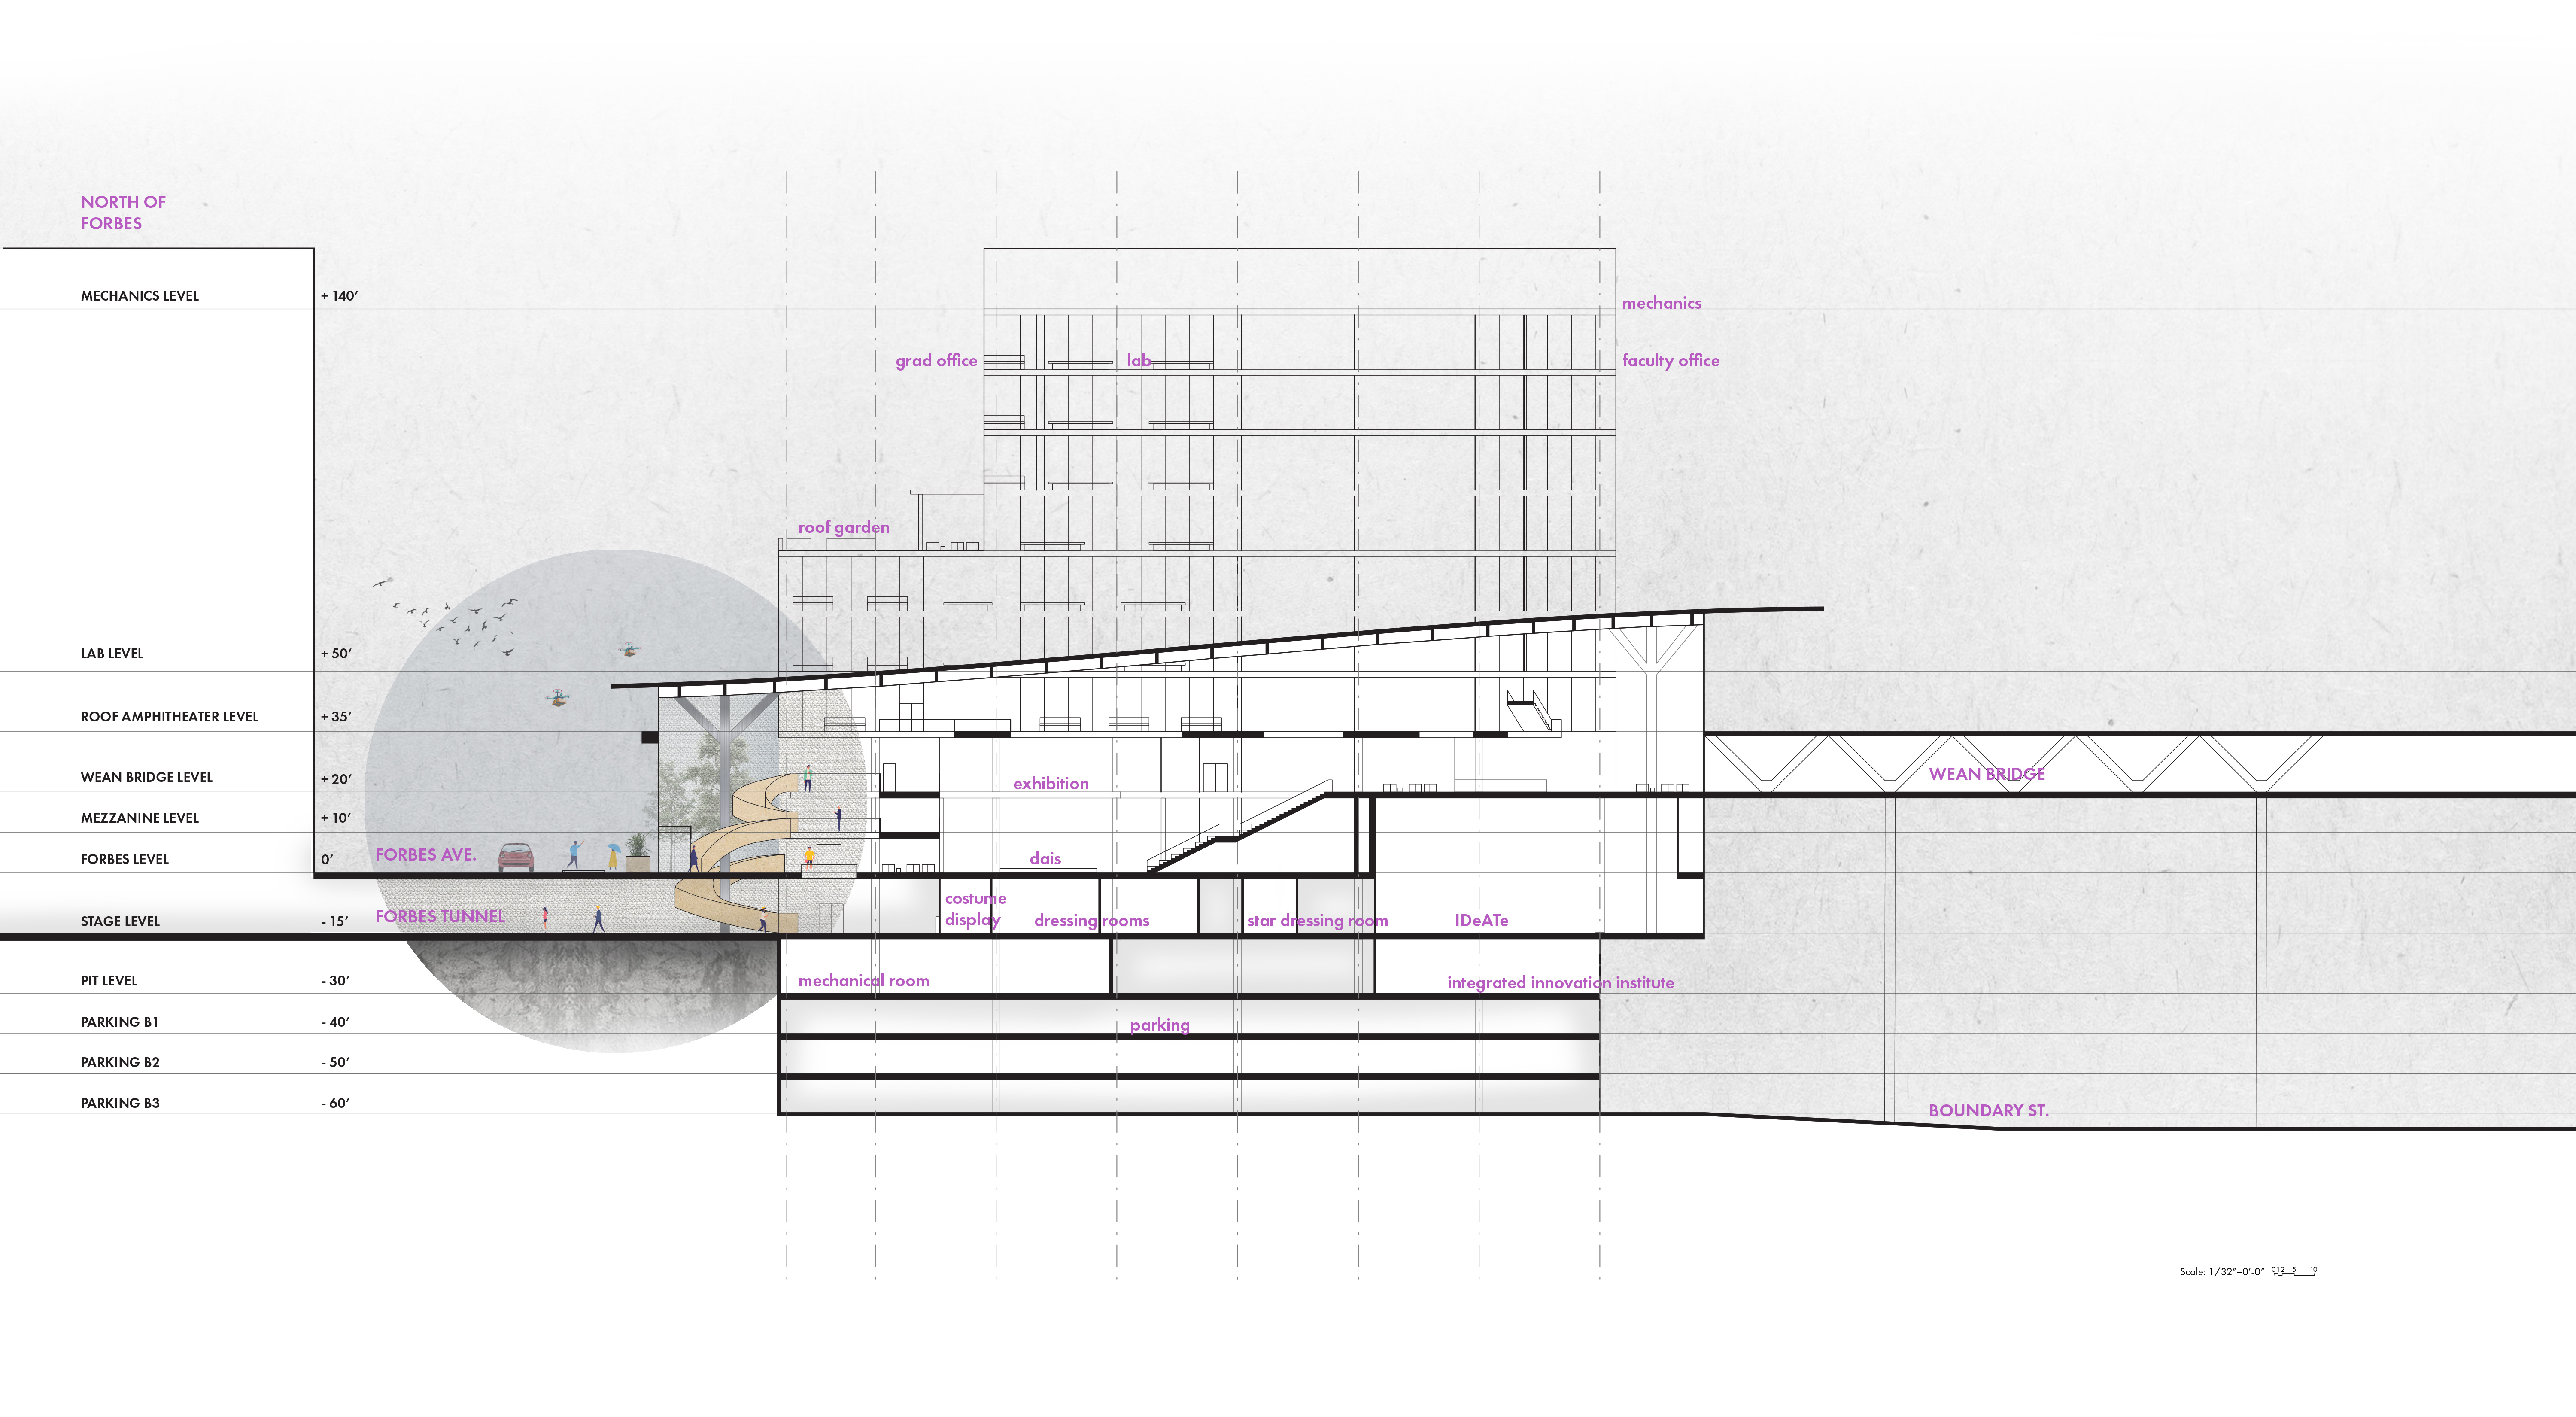 NORTH OF
FORBES
MECHANICS LEVEL + 140’
mechanics
grad office lab faculty office
roof garden
LAB LEVEL + 50’
ROOF AMPHITHEATER LEVEL + 35’
WEAN BRIDGE LEVEL + 20’
exhibition
WEAN BRIDGE
MEZZANINE LEVEL + 10’
FORBES LEVEL 0’
FORBES AVE.
dais
costume
display
STAGE LEVEL - 15’
FORBES TUNNEL
dressing rooms
star dressing room
IDeATe
PIT LEVEL - 30’
mechanical room
integrated innovation institute
PARKING B1 - 40’
parking
PARKING B2 - 50’
PARKING B3 - 60’
BOUNDARY ST.
Scale: 1/32”=0’-0” 0 1 2 5 10